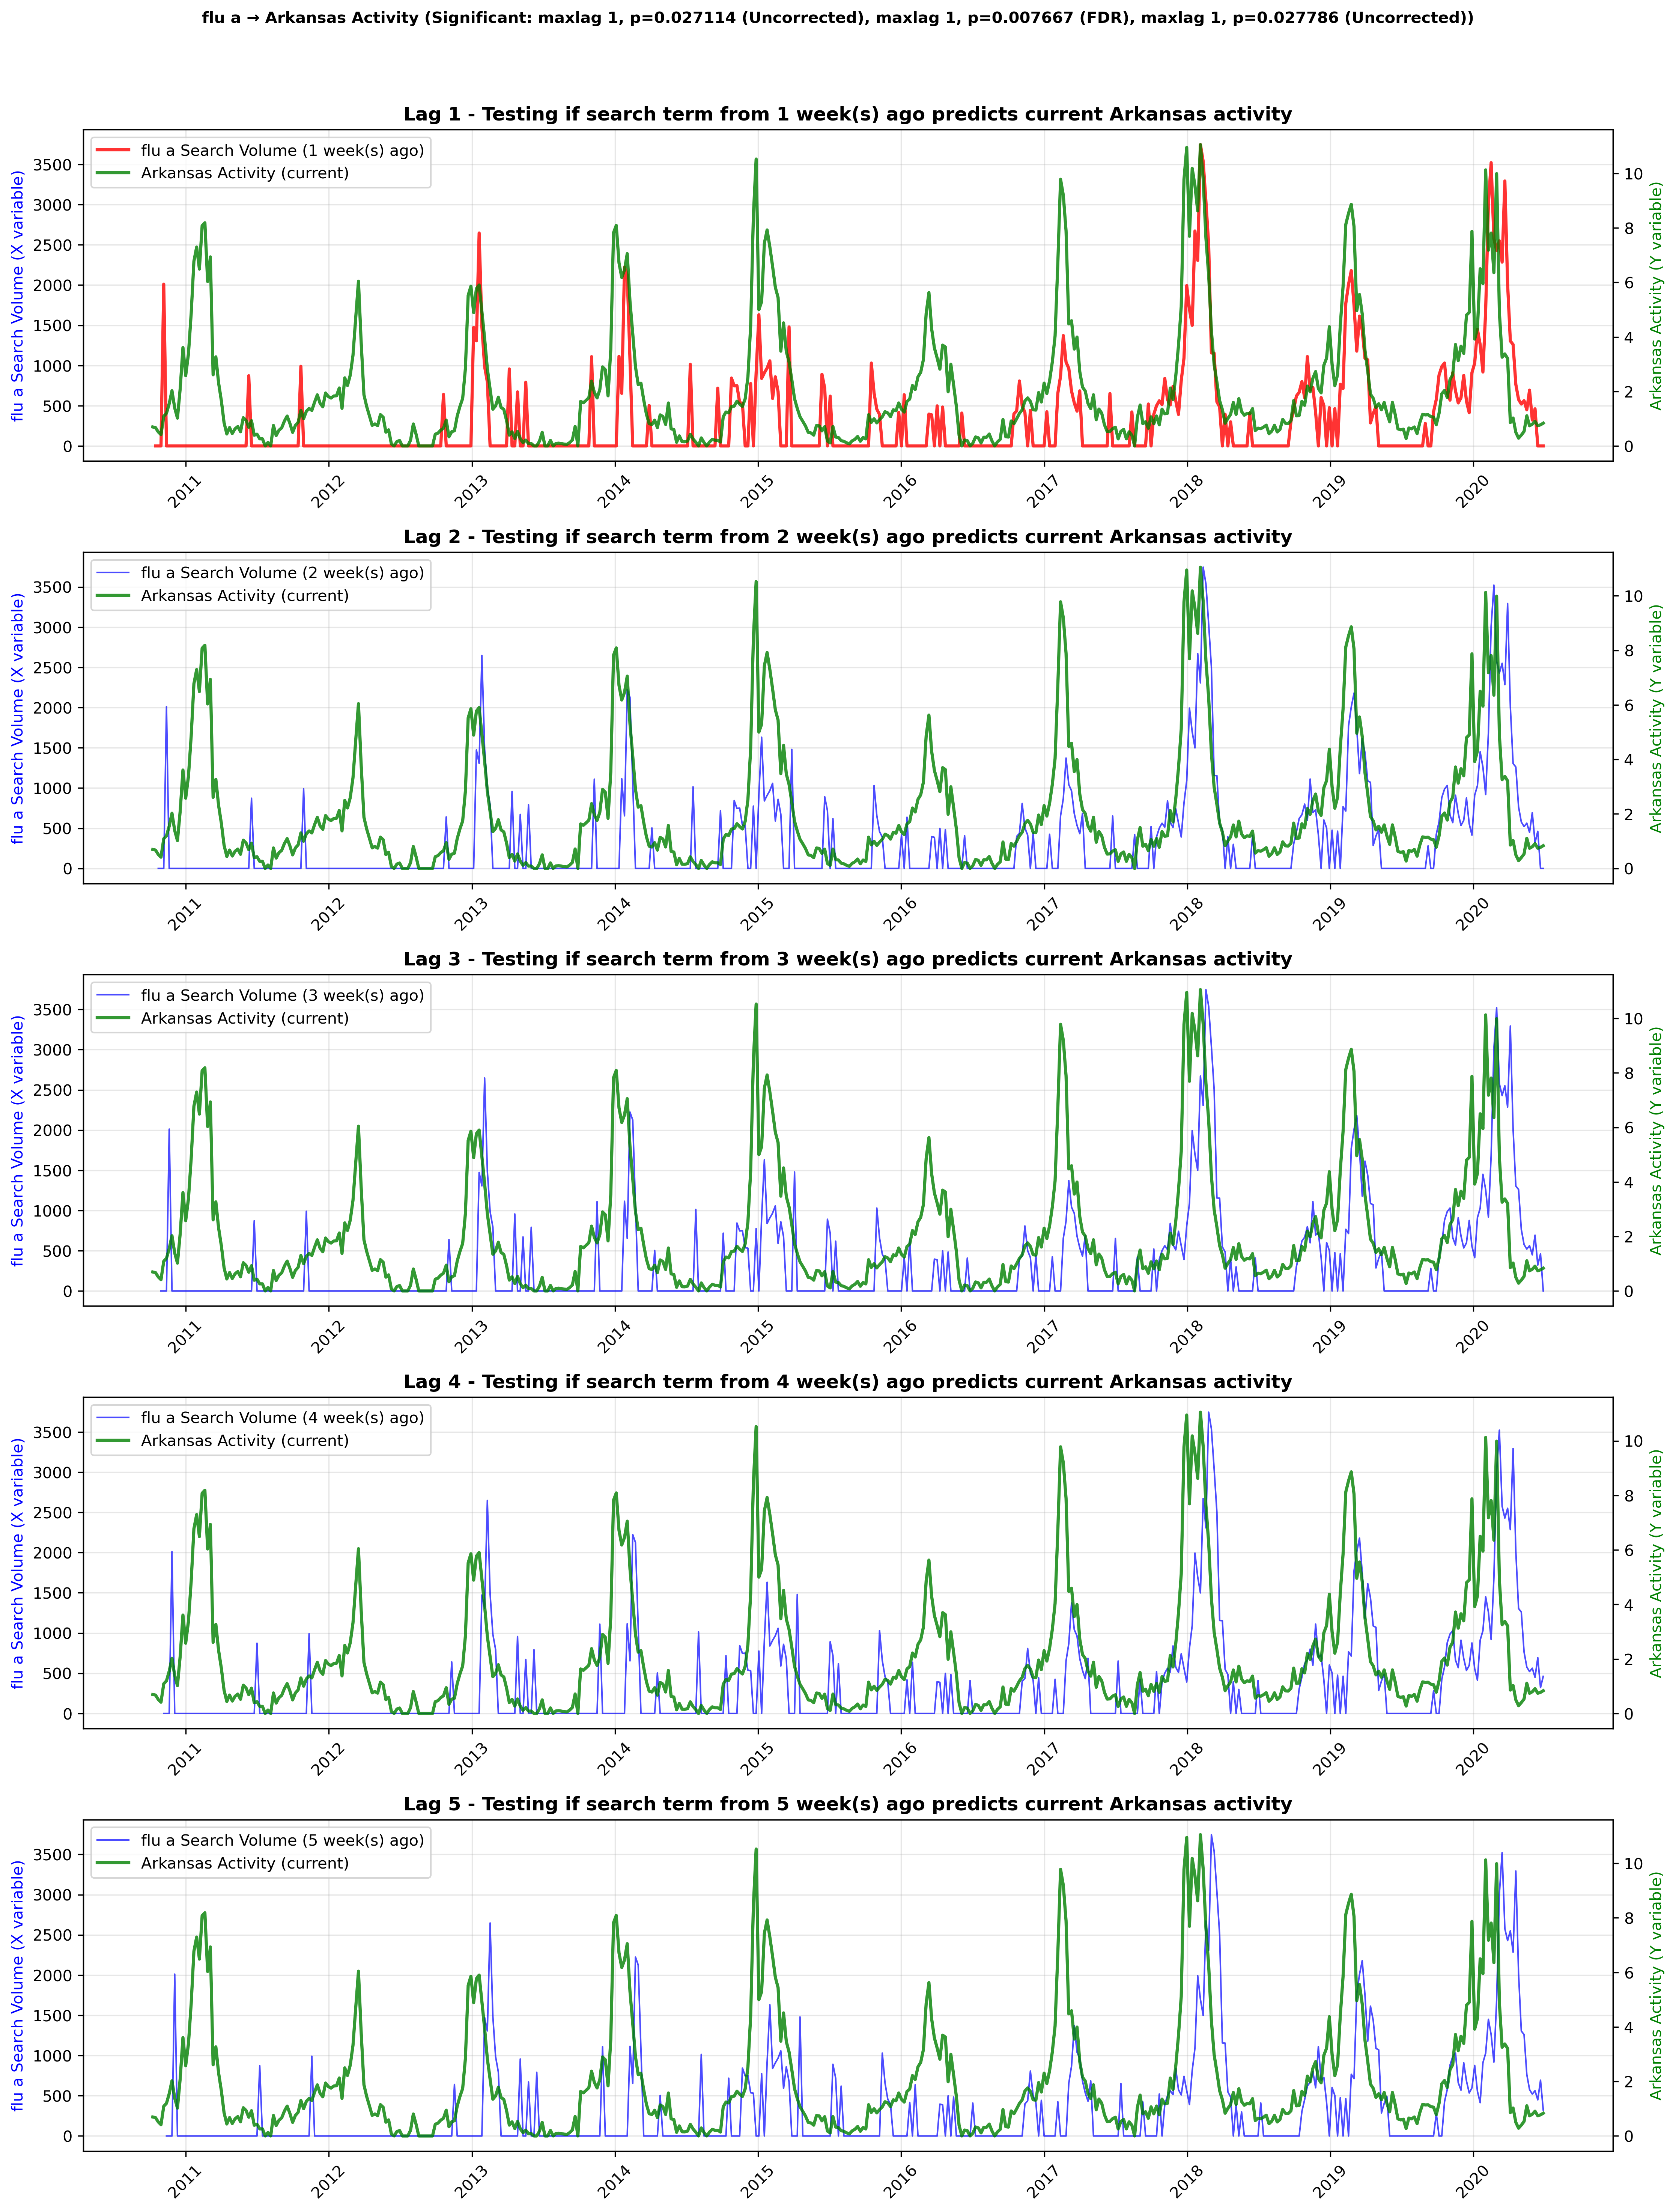 flu a → Arkansas Activity (Significant: maxlag 1, p=0.027114 (Uncorrected), maxlag 1, p=0.007667 (FDR), maxlag 1, p=0.027786 (Uncorrected))
Lag 1 - Testing if search term from 1 week(s) ago predicts current Arkansas activity
flu a Search Volume (1 week(s) ago)
Arkansas Activity (current)
flu a Search Volume (X variable)
3500
3000
2500
2000
1500
1000
500
0
Arkansas Activity (Y variable)
10
8
6
4
2
0
2011 2012 2013 2014 2015 2016 2017 2018 2019 2020
Lag 2 - Testing if search term from 2 week(s) ago predicts current Arkansas activity
flu a Search Volume (2 week(s) ago)
Arkansas Activity (current)
flu a Search Volume (X variable)
3500
3000
2500
2000
1500
1000
500
0
Arkansas Activity (Y variable)
10
8
6
4
2
0
2011 2012 2013 2014 2015 2016 2017 2018 2019 2020
Lag 3 - Testing if search term from 3 week(s) ago predicts current Arkansas activity
flu a Search Volume (3 week(s) ago)
Arkansas Activity (current)
flu a Search Volume (X variable)
3500
3000
2500
2000
1500
1000
500
0
Arkansas Activity (Y variable)
10
8
6
4
2
0
2011 2012 2013 2014 2015 2016 2017 2018 2019 2020
Lag 4 - Testing if search term from 4 week(s) ago predicts current Arkansas activity
flu a Search Volume (4 week(s) ago)
Arkansas Activity (current)
flu a Search Volume (X variable)
3500
3000
2500
2000
1500
1000
500
0
Arkansas Activity (Y variable)
10
8
6
4
2
0
2011 2012 2013 2014 2015 2016 2017 2018 2019 2020
Lag 5 - Testing if search term from 5 week(s) ago predicts current Arkansas activity
flu a Search Volume (5 week(s) ago)
Arkansas Activity (current)
flu a Search Volume (X variable)
3500
3000
2500
2000
1500
1000
500
0
Arkansas Activity (Y variable)
10
8
6
4
2
0
2011 2012 2013 2014 2015 2016 2017 2018 2019 2020